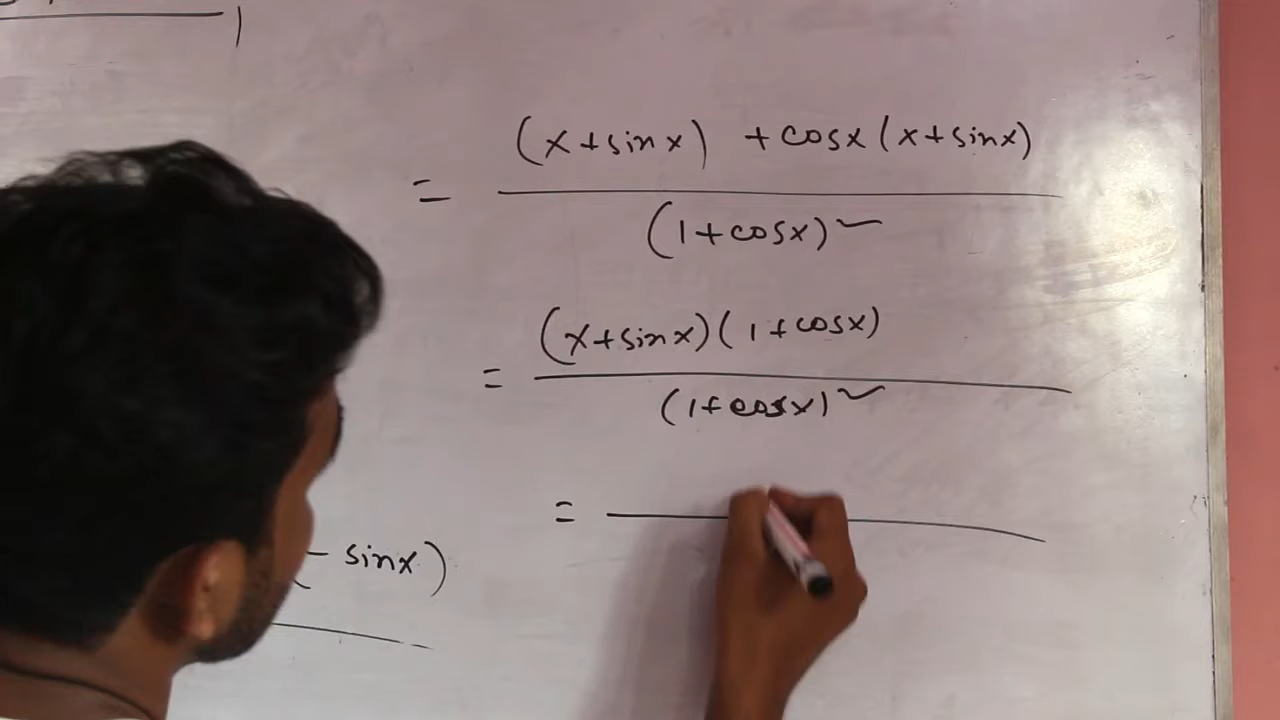 = (x+sinx) +cosx(x+sinx)
(1+cosx)²
= (x+sinx)(1+cosx)
(1+cosx)²
=
- sinx)